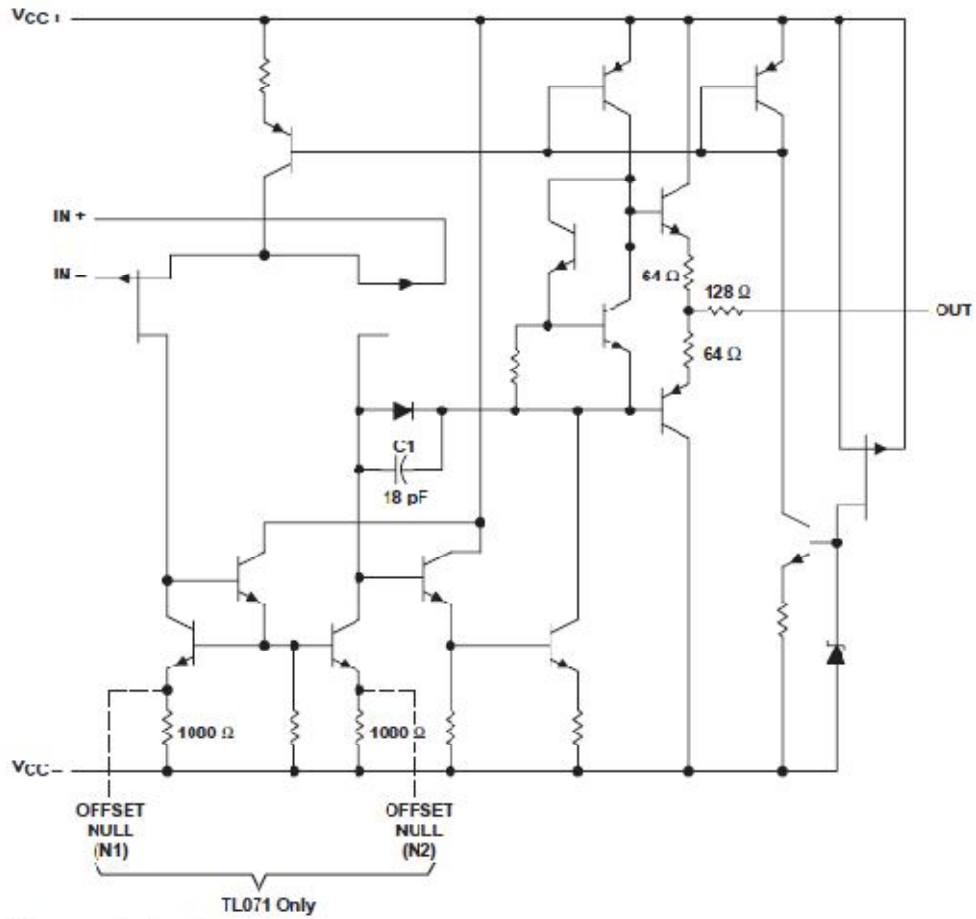 VCC+
IN +
IN −
64 Ω
128 Ω
OUT
64 Ω
C1
18 pF
1000 Ω
1000 Ω
VCC−
OFFSET
NULL
(N1)
OFFSET
NULL
(N2)
TL071 Only